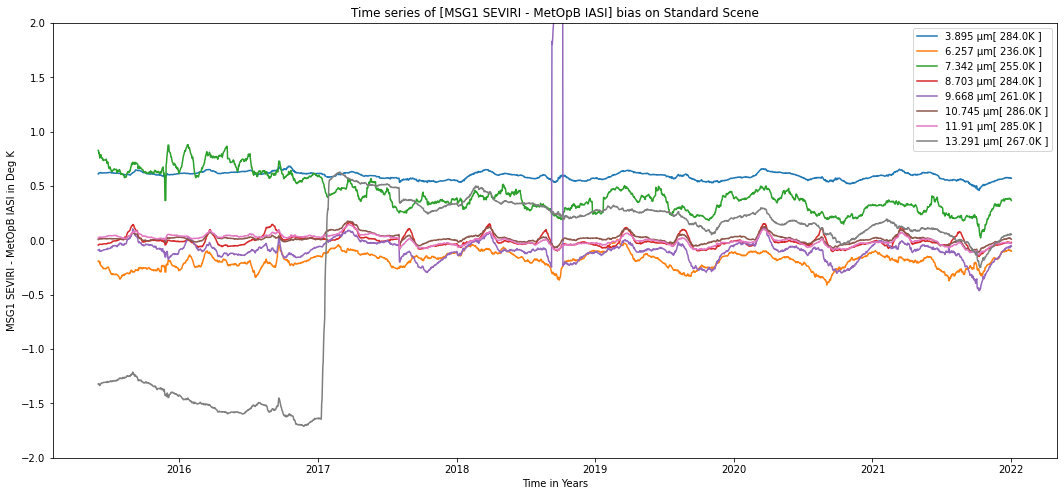 Time series of [MSG1 SEVIRI - MetOpB IASI] bias on Standard Scene
MSG1 SEVIRI - MetOpB IASI in Deg K
2.0
1.5
1.0
0.5
0.0
−0.5
−1.0
−1.5
−2.0
3.895 μm[ 284.0K ]
6.257 μm[ 236.0K ]
7.342 μm[ 255.0K ]
8.703 μm[ 284.0K ]
9.668 μm[ 261.0K ]
10.745 μm[ 286.0K ]
11.91 μm[ 285.0K ]
13.291 μm[ 267.0K ]
2016 2017 2018 2019 2020 2021 2022
Time in Years